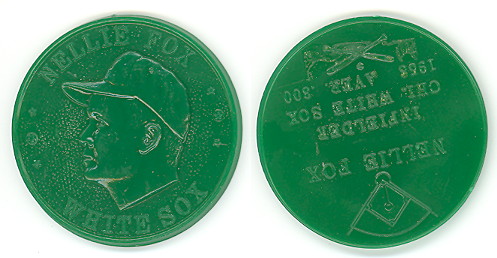 NELLIE FOX
WHITE SOX
NELLIE FOX
INFIELDER
CHI. WHITE SOX
1958 AVER. .300